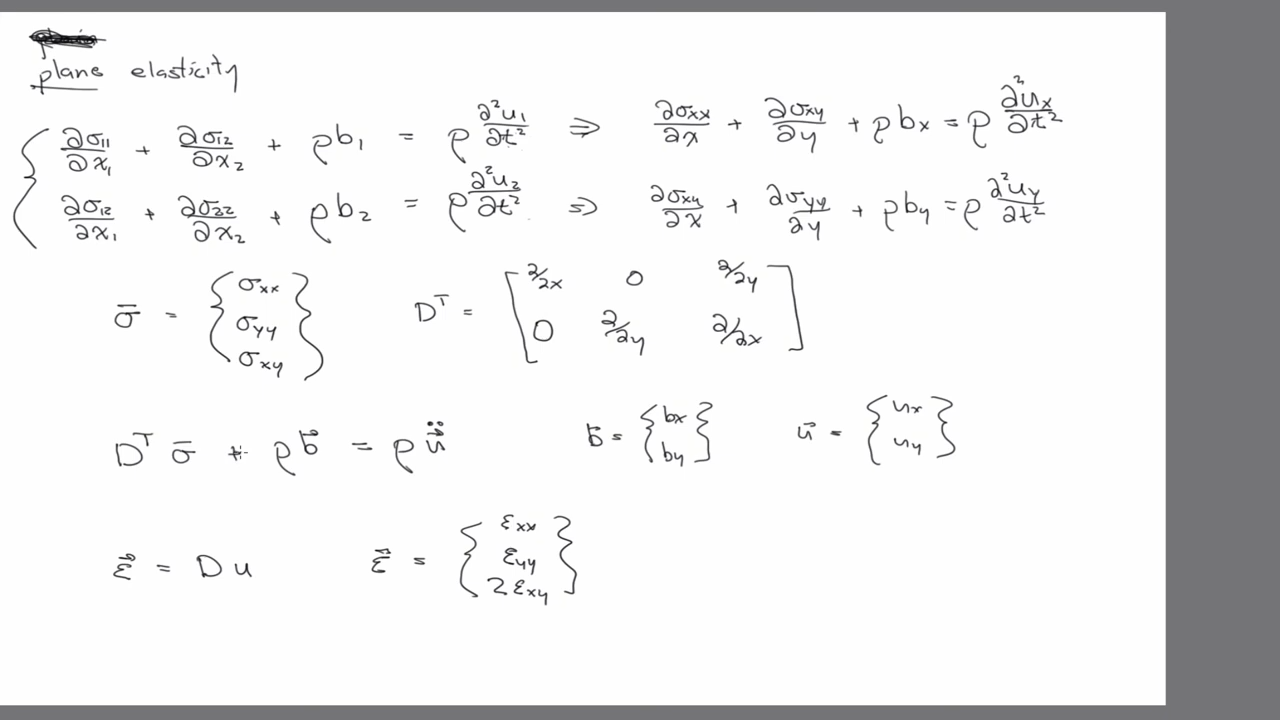 plane elasticity
∂σ11/∂x1 + ∂σ12/∂x2 + ρb1 = ρ ∂²u1/∂t² ⇒ ∂σxx/∂x + ∂σxy/∂y + ρbx = ρ ∂²ux/∂t²
∂σ12/∂x1 + ∂σ22/∂x2 + ρb2 = ρ ∂²u2/∂t² ⇒ ∂σxy/∂x + ∂σyy/∂y + ρby = ρ ∂²uy/∂t²
σ̄ = {σxx σyy σxy} D^T = [∂/∂x 0 ∂/∂y; 0 ∂/∂y ∂/∂x]
D^T σ̄ + ρb⃗ = ρü⃗ b⃗ = {bx by} u⃗ = {ux uy}
ε⃗ = Du ε⃗ = {εxx εyy 2εxy}